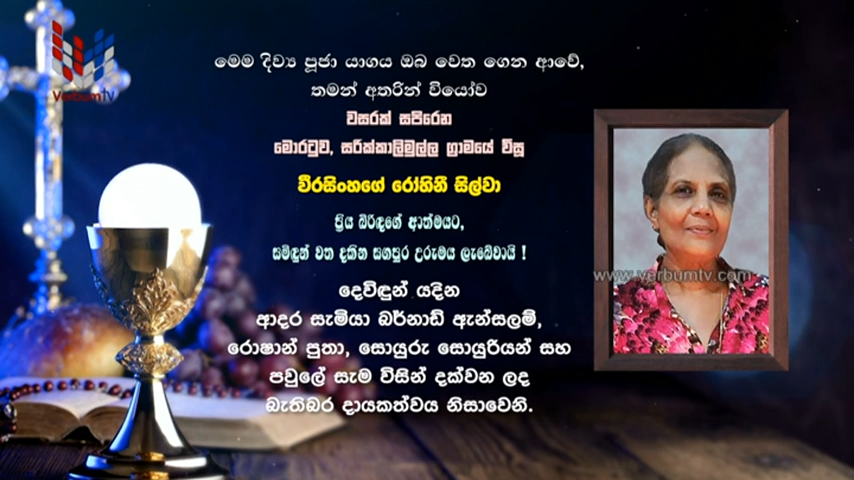 VerbumTV
මෙම දිව්‍ය පූජා යාගය ඔබ වෙත ගෙන ආවේ,
තමන් අතරින් වියෝව
වසරක් සපිරෙන
මොරටුව, සරික්කාලිමුල්ල ග්‍රාමයේ විසූ
වීරසිංහගේ රෝහිනී සිල්වා
ප්‍රිය බිරිඳගේ ආත්මයට,
සමිඳුන් වත දකින සගපුර උරුමය ලැබේවායි !
දෙවිඳුන් යදින
ආදර සැමියා බර්නාඩ් ඇන්සලම්,
රොෂාන් පුතා, සොයුරු සොයුරියන් සහ
පවුලේ සැම විසින් දක්වන ලද
බැතිබර දායකත්වය නිසාවෙනි.
www.verbumtv.com